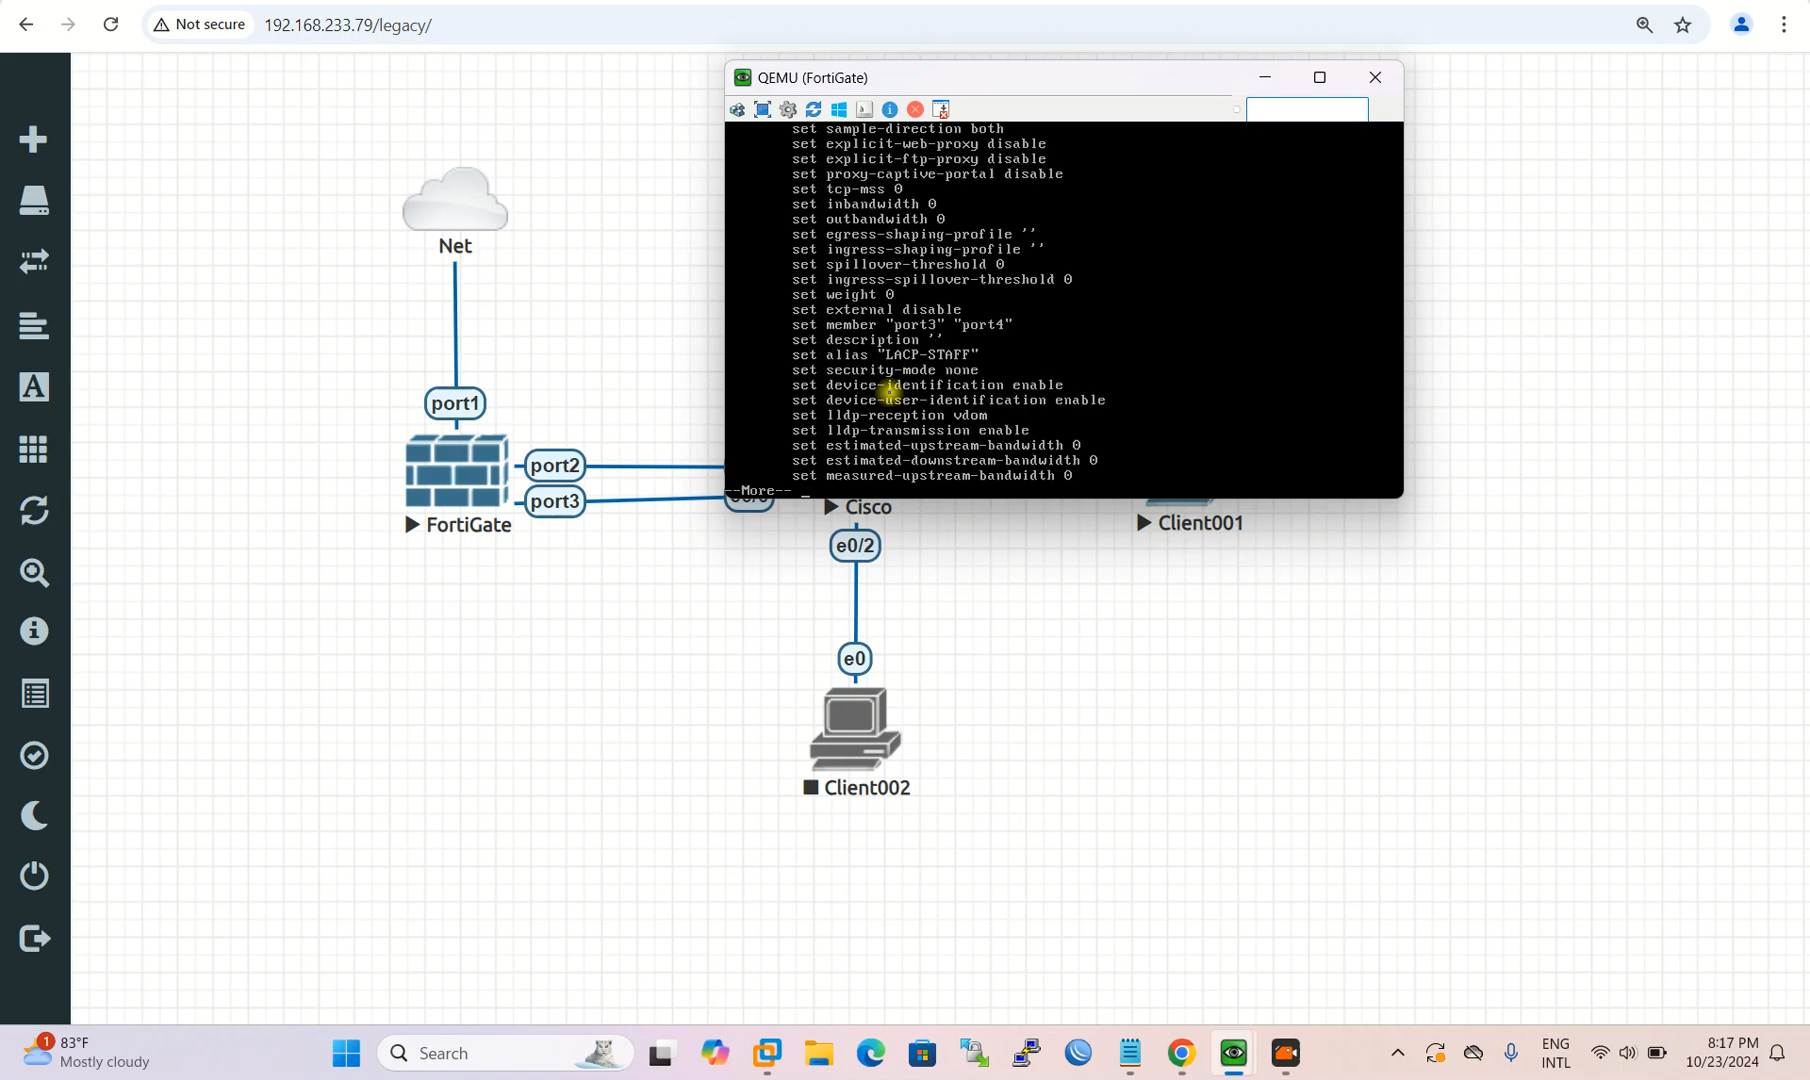 Not secure 192.168.233.79/legacy/
QEMU (FortiGate)
set sample-direction both
set explicit-web-proxy disable
set explicit-ftp-proxy disable
set proxy-captive-portal disable
set tcp-mss 0
set inbandwidth 0
set outbandwidth 0
set egress-shaping-profile ''
set ingress-shaping-profile ''
set spillover-threshold 0
set ingress-spillover-threshold 0
set weight 0
set external disable
set member "port3" "port4"
set description ''
set alias "LACP-STAFF"
set security-mode none
set device-identification enable
set device-user-identification enable
set lldp-reception vdom
set lldp-transmission enable
set estimated-upstream-bandwidth 0
set estimated-downstream-bandwidth 0
set measured-upstream-bandwidth 0
--More--
Net
port1
port2
port3
FortiGate
Cisco
Client001
e0/2
e0
Client002
A
1
83°F
Mostly cloudy
Search
ENG
INTL
8:17 PM
10/23/2024